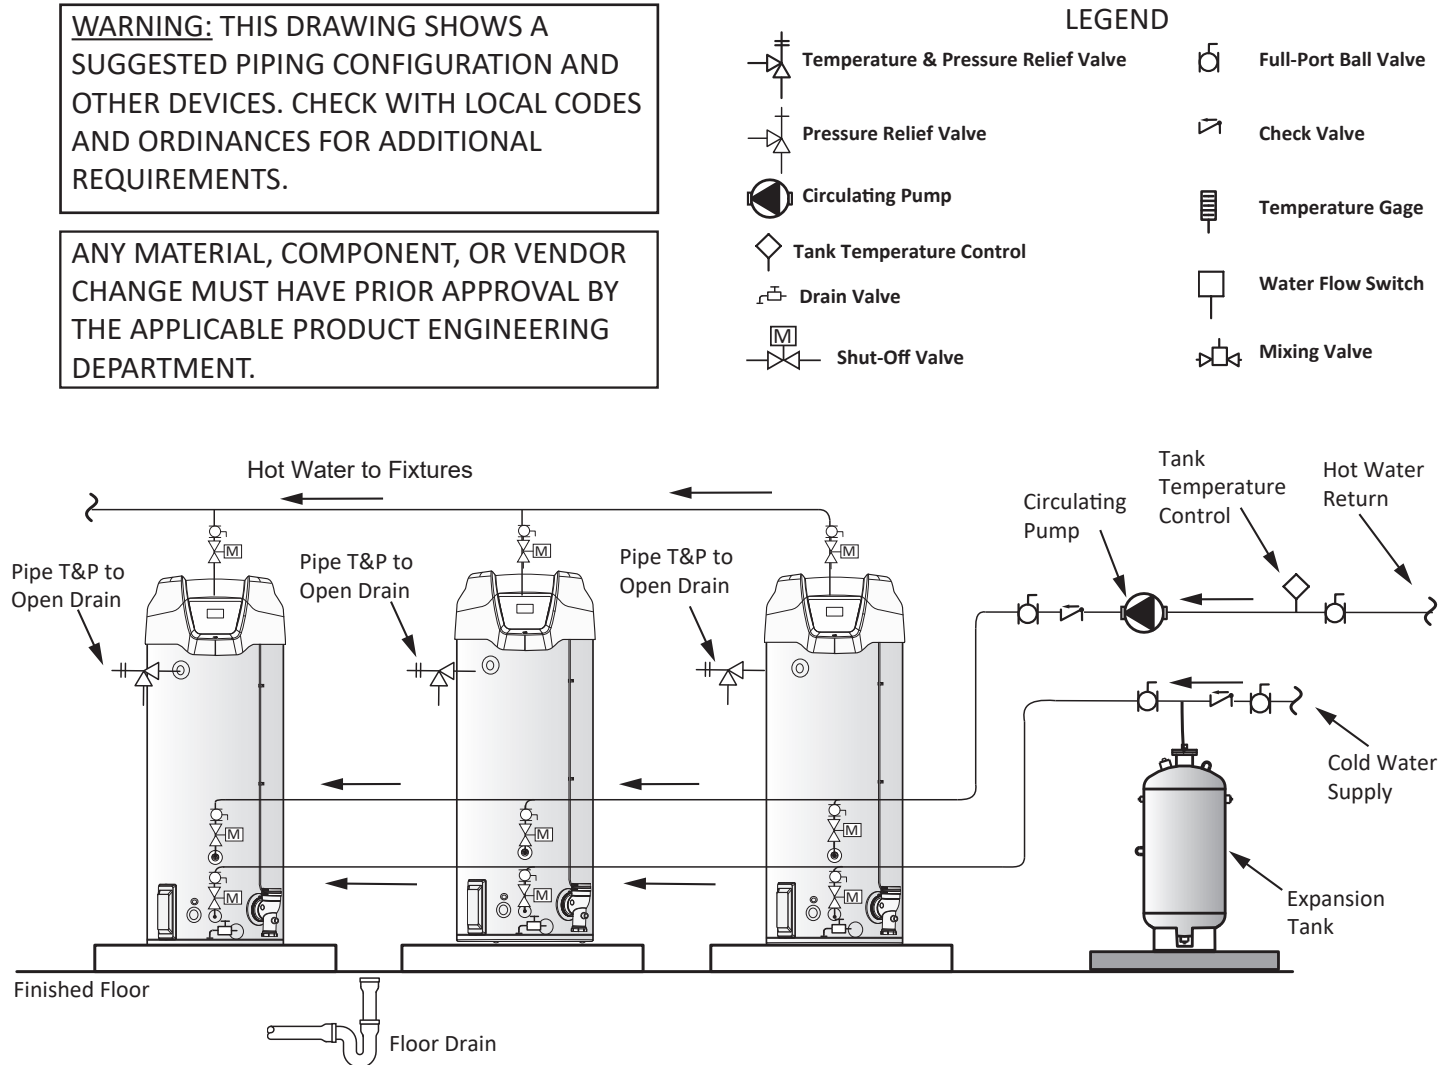 WARNING: THIS DRAWING SHOWS A
SUGGESTED PIPING CONFIGURATION AND
OTHER DEVICES. CHECK WITH LOCAL CODES
AND ORDINANCES FOR ADDITIONAL
REQUIREMENTS.
ANY MATERIAL, COMPONENT, OR VENDOR
CHANGE MUST HAVE PRIOR APPROVAL BY
THE APPLICABLE PRODUCT ENGINEERING
DEPARTMENT.
LEGEND
Temperature & Pressure Relief Valve
Pressure Relief Valve
Circulating Pump
Tank Temperature Control
Drain Valve
M
Shut-Off Valve
Full-Port Ball Valve
Check Valve
Temperature Gage
Water Flow Switch
Mixing Valve
Hot Water to Fixtures
M
M
M
Pipe T&P to
Open Drain
Pipe T&P to
Open Drain
Pipe T&P to
Open Drain
Circulating
Pump
Tank
Temperature
Control
Hot Water
Return
Cold Water
Supply
M
M
M
M
M
M
Expansion
Tank
Finished Floor
Floor Drain